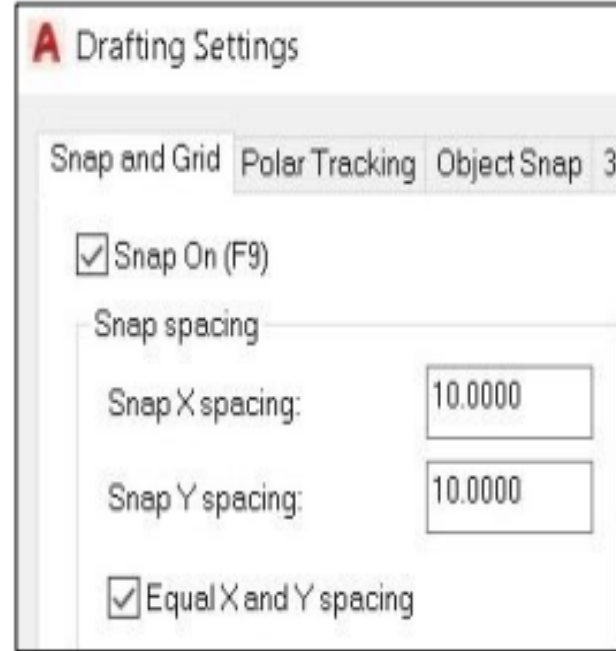 Drafting Settings
Snap and Grid Polar Tracking Object Snap 3
Snap On (F9)
Snap spacing
Snap X spacing: 10.0000
Snap Y spacing: 10.0000
Equal X and Y spacing